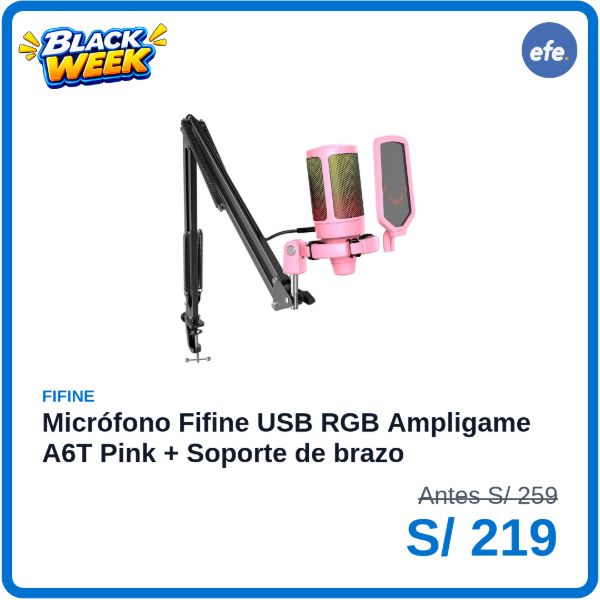 BLACK
WEEK
efe.
FIFINE
Micrófono Fifine USB RGB Ampligame
A6T Pink + Soporte de brazo
Antes S/ 259
S/ 219